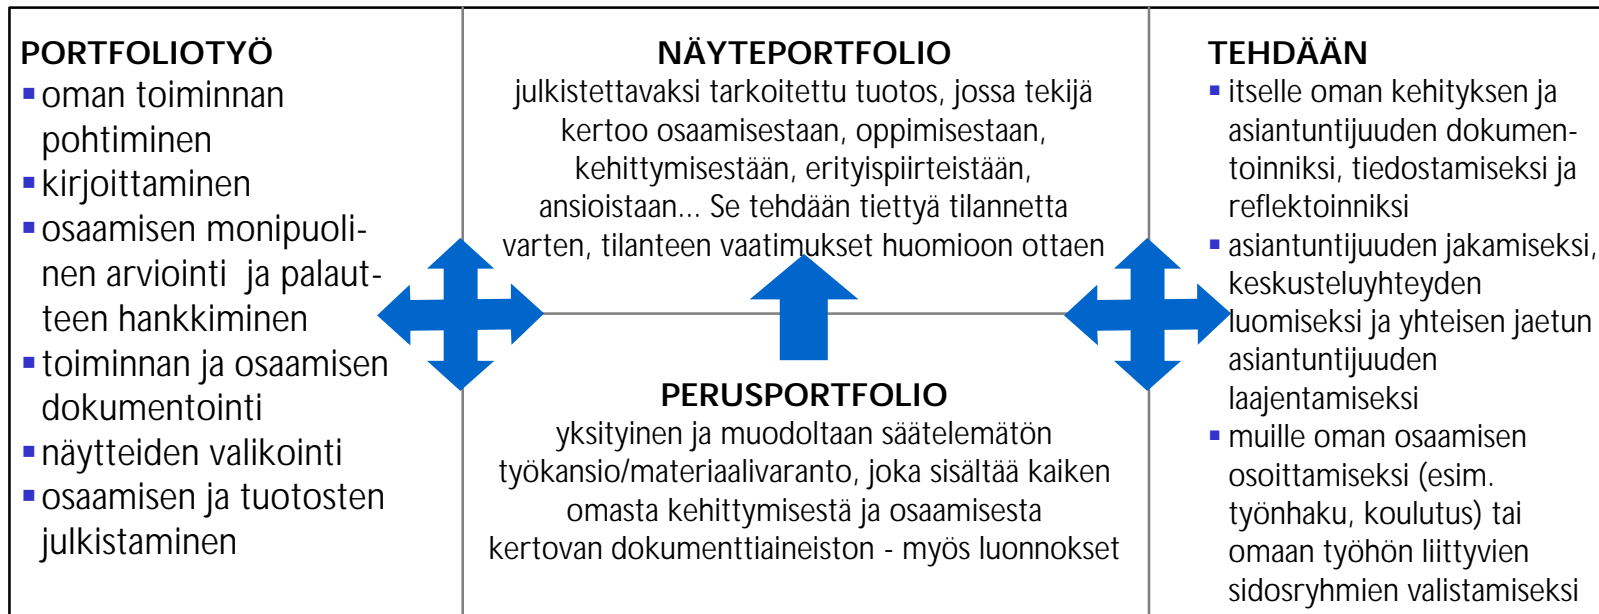 PORTFOLIOTYÖ
oman toiminnan
pohtiminen
kirjoittaminen
osaamisen monipuoli-
nen arviointi ja palaut-
teen hankkiminen
toiminnan ja osaamisen
dokumentointi
näytteiden valikointi
osaamisen ja tuotosten
julkistaminen
NÄYTEPORTFOLIO
julkistettavaksi tarkoitettu tuotos, jossa tekijä
kertoo osaamisestaan, oppimisestaan,
kehittymisestään, erityispiirteistään,
ansioistaan... Se tehdään tiettyä tilannetta
varten, tilanteen vaatimukset huomioon ottaen
PERUSPORTFOLIO
yksityinen ja muodoltaan säätelemätön
työkansio/materiaalivaranto, joka sisältää kaiken
omasta kehittymisestä ja osaamisesta
kertovan dokumenttiaineiston - myös luonnokset
TEHDÄÄN
itselle oman kehityksen ja
asiantuntijuuden dokumen-
toinniksi, tiedostamiseksi ja
reflektoinniksi
asiantuntijuuden jakamiseksi,
keskusteluyhteyden
luomiseksi ja yhteisen jaetun
asiantuntijuuden
laajentamiseksi
muille oman osaamisen
osoittamiseksi (esim.
työnhaku, koulutus) tai
omaan työhön liittyvien
sidosryhmien valistamiseksi